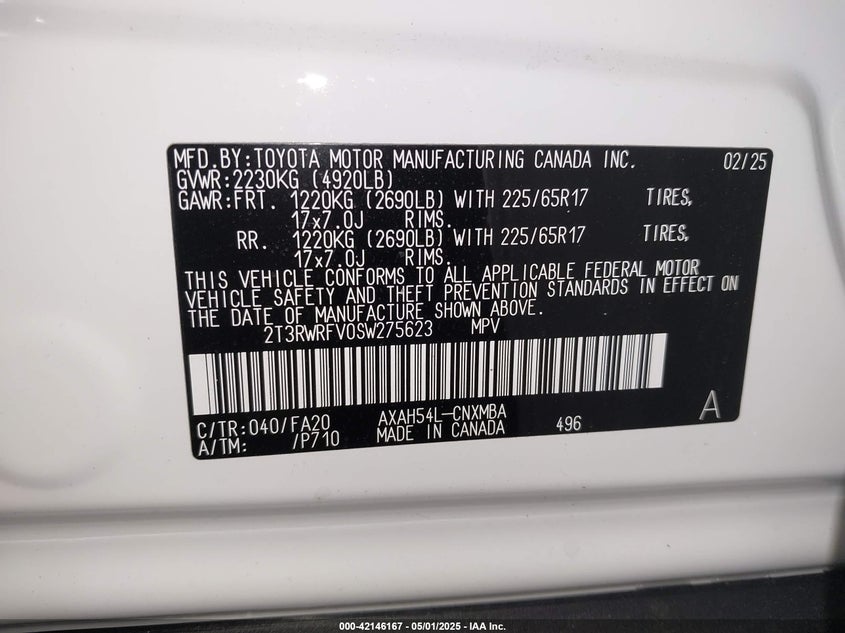 MFD.BY:TOYOTA MOTOR MANUFACTURING CANADA INC. 02/25
GVWR:2230KG (4920LB)
GAWR:FRT. 1220KG (2690LB) WITH 225/65R17 TIRES,
17x7.0J RIMS.
RR. 1220KG (2690LB) WITH 225/65R17 TIRES,
17x7.0J RIMS.
THIS VEHICLE CONFORMS TO ALL APPLICABLE FEDERAL MOTOR
VEHICLE SAFETY AND THEFT PREVENTION STANDARDS IN EFFECT ON
THE DATE OF MANUFACTURE SHOWN ABOVE.
2T3RWRFV0SW275623 MPV
C/TR:040/FA20 AXAH54L-CNXMBA 496 A
A/TM: /P710 MADE IN CANADA
000-42146167 - 05/01/2025 - IAA Inc.